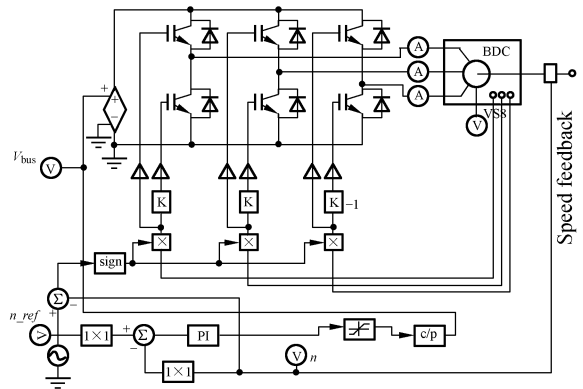 BDC
A
A
A
VS8
V
+
+
−
V_bus
V
Speed feedback
K
K
K
−1
×
×
×
sign
Σ
+
−
n_ref
V
1×1
+
Σ
−
PI
c/p
1×1
V
n